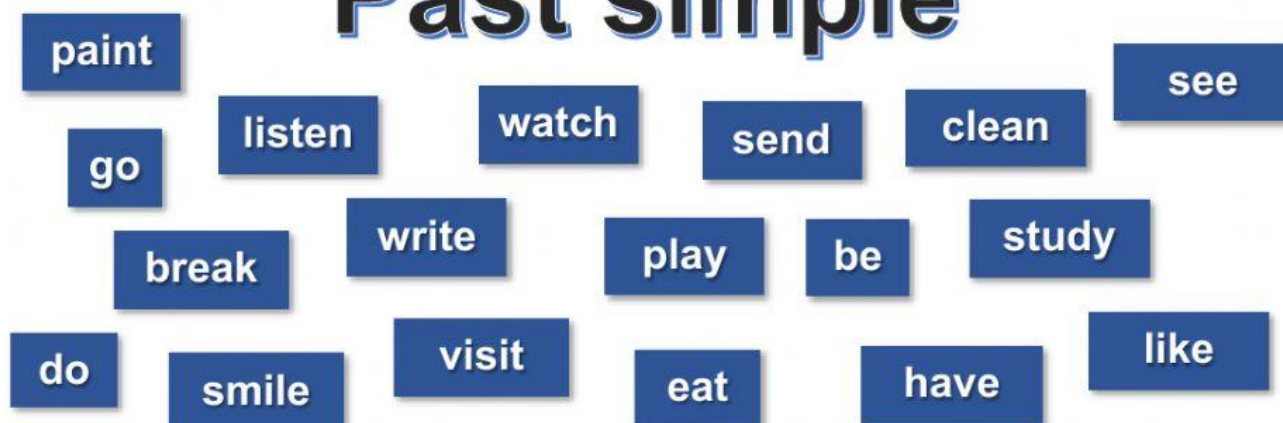 Past simple
paint
see
listen
watch
send
clean
go
write
play
be
study
break
do
smile
visit
eat
have
like